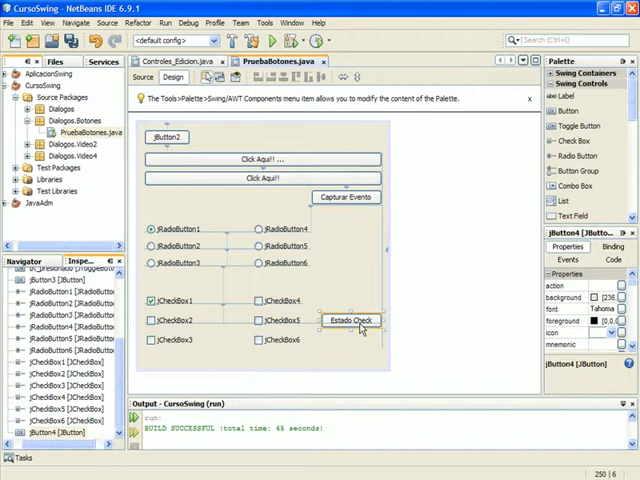 CursoSwing - NetBeans IDE 6.9.1
File Edit View Navigate Source Refactor Run Debug Profile Team Tools Window Help
<default config>
Search (Ctrl+I)
Files Services
Controles_Edicion.java x PruebaBotones.java x
Palette
Source Design
AplicacionSwing
CursoSwing
Source Packages
Dialogos
Dialogos.Botones
PruebaBotones.java
Dialogos.Video2
Dialogos.Video4
Test Packages
Libraries
Test Libraries
JavaAdm
The Tools>Palette>Swing/AWT Components menu item allows you to modify the content of the Palette. x
jButton2
Click Aqui!! ...
Click Aqui!!
Capturar Evento
jRadioButton1 jRadioButton4
jRadioButton2 jRadioButton5
jRadioButton3 jRadioButton6
jCheckBox1 jCheckBox4
jCheckBox2 jCheckBox5 Estado Check
jCheckBox3 jCheckBox6
Swing Containers
Swing Controls
Label
Button
Toggle Button
Check Box
Radio Button
Button Group
Combo Box
List
Text Field
jButton4 [JButto...
Properties Binding
Events Code
Properties
action ...
background [236,
font Tahoma
foreground [0,0,
icon
mnemonic
jButton4 [JButton]
Navigator Inspe...
jButton3 [JButton]
jRadioButton1 [JRadioButton]
jRadioButton2 [JRadioButton]
jRadioButton3 [JRadioButton]
jRadioButton4 [JRadioButton]
jRadioButton5 [JRadioButton]
jRadioButton6 [JRadioButton]
jCheckBox1 [JCheckBox]
jCheckBox2 [JCheckBox]
jCheckBox3 [JCheckBox]
jCheckBox4 [JCheckBox]
jCheckBox5 [JCheckBox]
jCheckBox6 [JCheckBox]
jButton4 [JButton]
Output - CursoSwing (run)
run:
BUILD SUCCESSFUL (total time: 45 seconds)
Tasks
250 | 6